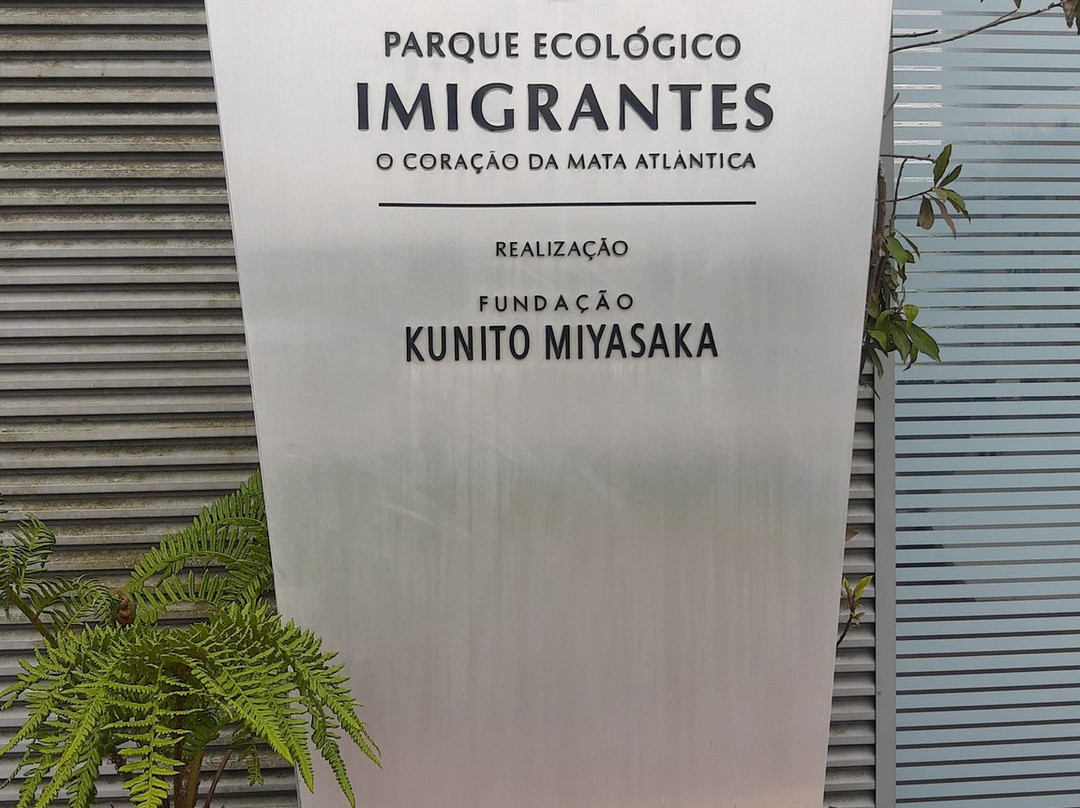 PARQUE ECOLÓGICO
IMIGRANTES
O CORAÇÃO DA MATA ATLÂNTICA
REALIZAÇÃO
FUNDAÇÃO
KUNITO MIYASAKA